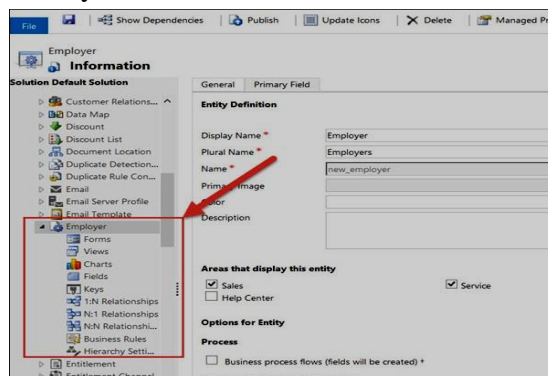 File
Show Dependencies
Publish
Update Icons
Delete
Managed Pr
Employer
Information
Solution Default Solution
Customer Relations...
Data Map
Discount
Discount List
Document Location
Duplicate Detection...
Duplicate Rule Con...
Email
Email Server Profile
Email Template
Employer
Forms
Views
Charts
Fields
Keys
1:N Relationships
N:1 Relationships
N:N Relationshi...
Business Rules
Hierarchy Setti...
Entitlement
Entitlement Channel
General
Primary Field
Entity Definition
Display Name *
Employer
Plural Name *
Employers
Name *
new_employer
Primary Image
Color
Description
Areas that display this entity
Sales
Service
Help Center
Options for Entity
Process
Business process flows (fields will be created) +